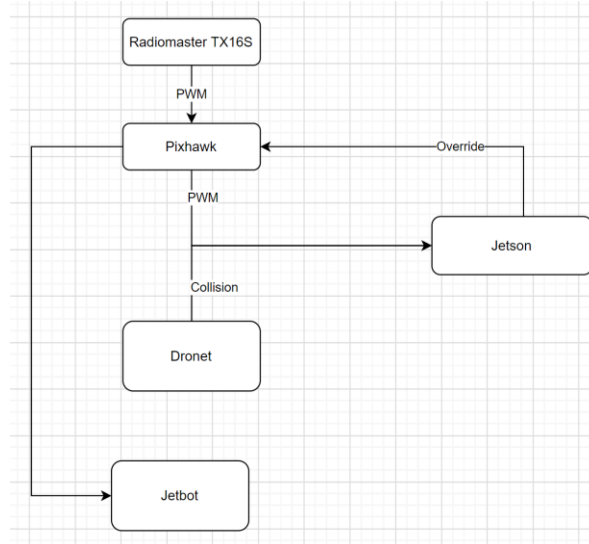 Radiomaster TX16S
PWM
Pixhawk
Override
PWM
Jetson
Collision
Dronet
Jetbot